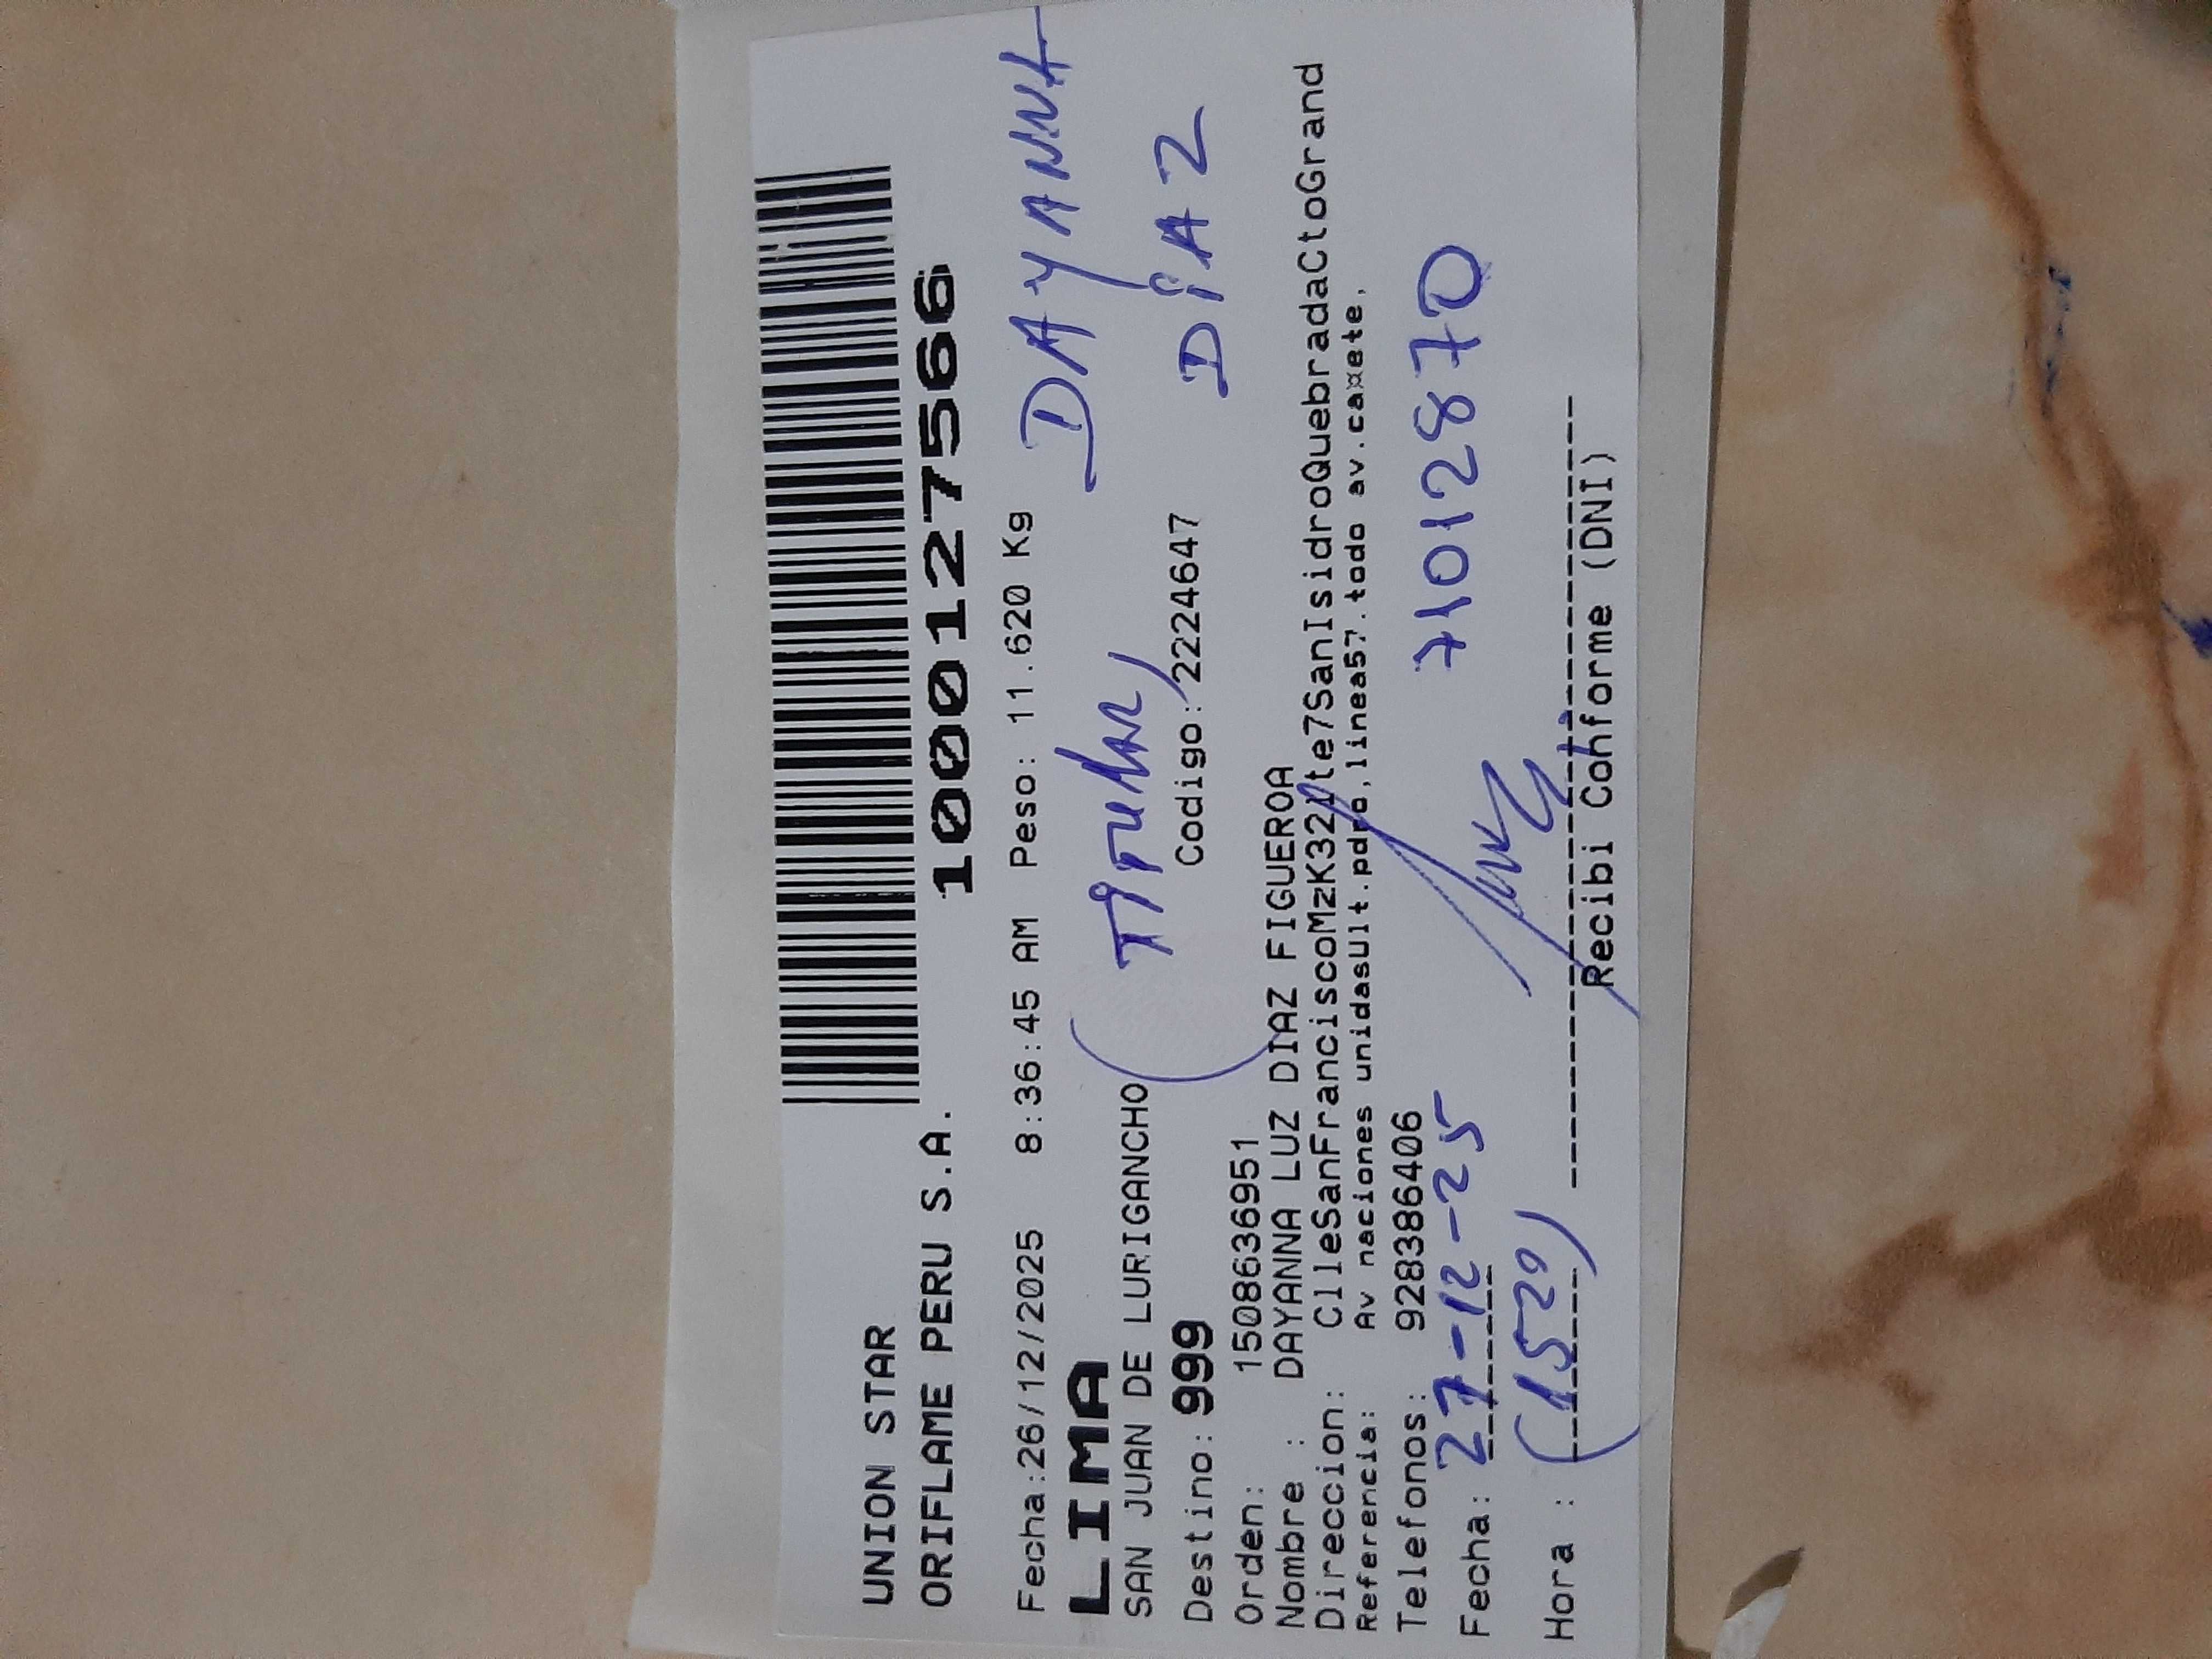 UNION STAR
ORIFLAME PERU S.A.
1000127566
Fecha:26/12/2025 8:36:45 AM Peso: 11.620 Kg
DAYANNA
LIMA
SAN JUAN DE LURIGANCHO
(TITULAR)
DIAZ
Destino: 999 Codigo: 2224647
Orden: 1508636951
Nombre : DAYANNA LUZ DIAZ FIGUEROA
Direccion: ClleSanFranciscoMzK32Lte7SanIsidroQuebradaCtoGrand
Referencia: Av naciones unidasult.pdro,linea57.todo av.ca¤ete,
Telefonos: 928386406
Fecha: 27-12-25
71012870
Hora : (1529)
Recibi Conforme (DNI)